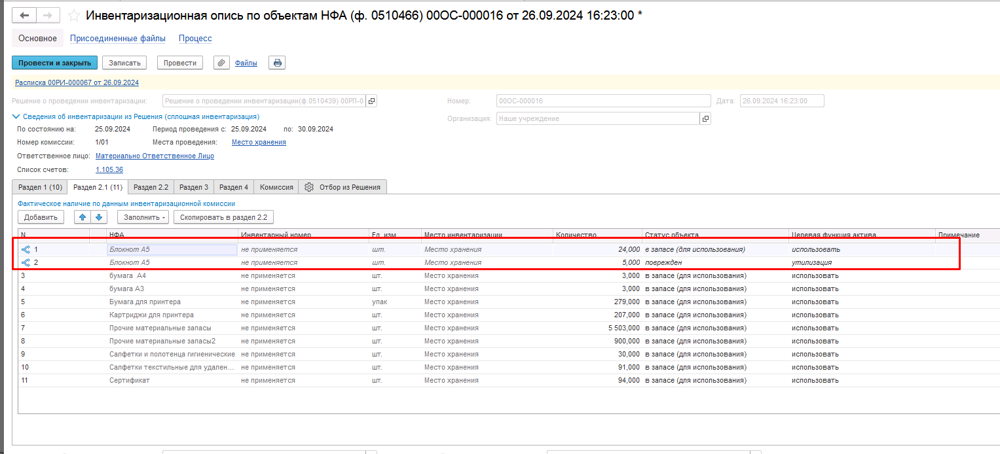 Инвентаризационная опись по объектам НФА (ф. 0510466) 00ОС-000016 от 26.09.2024 16:23:00 *
Основное Присоединенные файлы Процесс
Провести и закрыть Записать Провести Файлы
Расписка 00РИ-000067 от 26.09.2024
Решение о проведении инвентаризации: Решение о проведении инвентаризации(ф.0510439) 00РП-0 Номер: 00ОС-000016 Дата: 26.09.2024 16:23:00
Сведения об инвентаризации из Решения (сплошная инвентаризация) Организация: Наше учреждение
По состоянию на: 25.09.2024 Период проведения с: 25.09.2024 по: 30.09.2024
Номер комиссии: 1/01 Места проведения: Место хранения
Ответственное лицо: Материально Ответственное Лицо
Список счетов: 1.105.36
Раздел 1 (10) Раздел 2.1 (11) Раздел 2.2 Раздел 3 Раздел 4 Комиссия Отбор из Решения
Фактическое наличие по данным инвентаризационной комиссии
Добавить Заполнить Скопировать в раздел 2.2
N НФА Инвентарный номер Ед. изм. Место инвентаризации Количество Статус объекта Целевая функция актива Примечание
1 Блокнот А5 не применяется шт. Место хранения 24,000 в запасе (для использования) использовать
2 Блокнот А5 не применяется шт. Место хранения 5,000 поврежден утилизация
3 бумага А4 не применяется шт. Место хранения 3,000 в запасе (для использования) использовать
4 бумага А3 не применяется шт. Место хранения 3,000 в запасе (для использования) использовать
5 Бумага для принтера не применяется упак Место хранения 279,000 в запасе (для использования) использовать
6 Картриджи для принтера не применяется шт. Место хранения 207,000 в запасе (для использования) использовать
7 Прочие материальные запасы не применяется шт. Место хранения 5 503,000 в запасе (для использования) использовать
8 Прочие материальные запасы2 не применяется шт. Место хранения 900,000 в запасе (для использования) использовать
9 Салфетки и полотенца гигиенические не применяется шт. Место хранения 30,000 в запасе (для использования) использовать
10 Салфетки текстильные для удален... не применяется шт. Место хранения 91,000 в запасе (для использования) использовать
11 Сертификат не применяется шт. Место хранения 94,000 в запасе (для использования) использовать